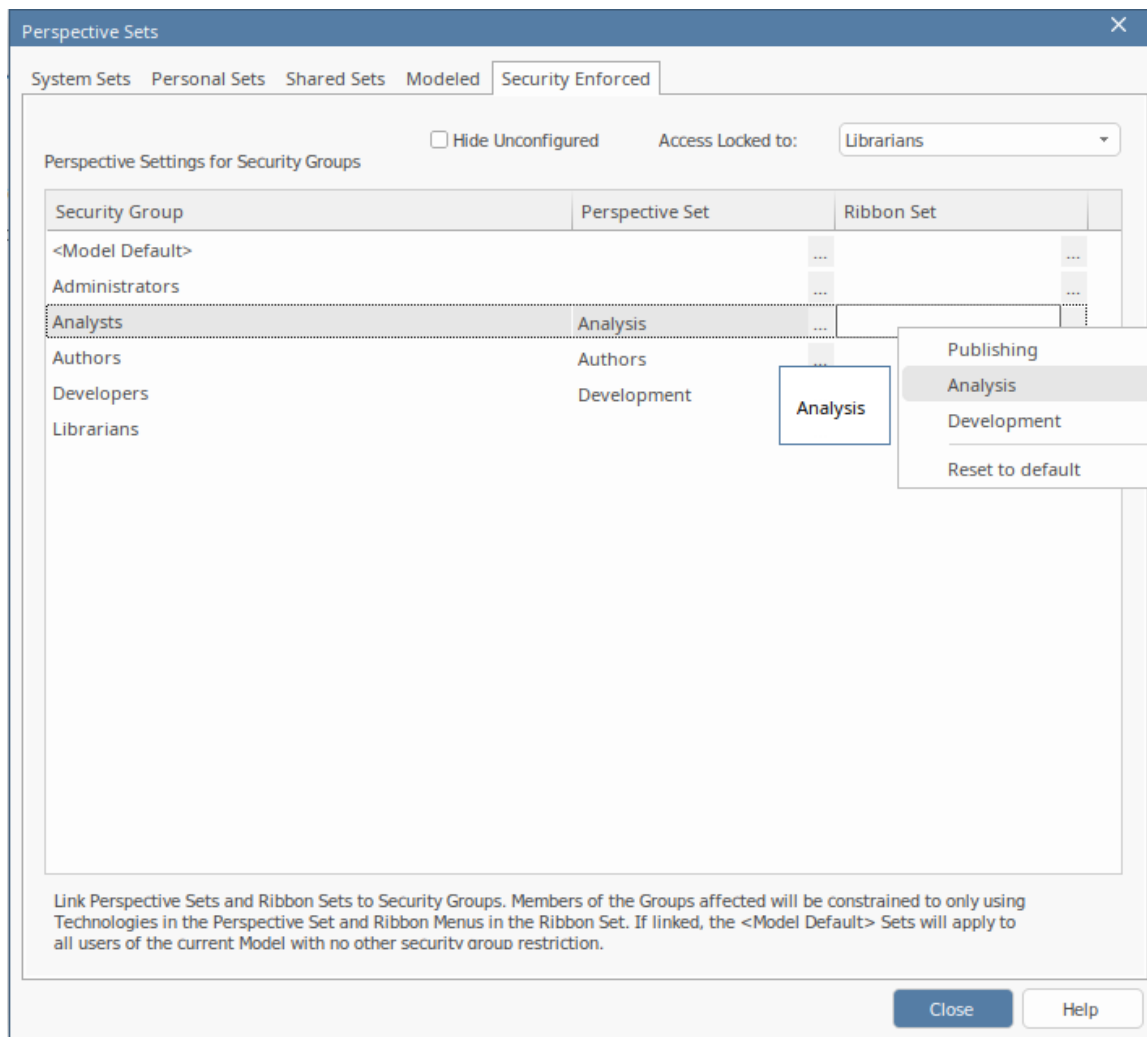 Perspective Sets
System Sets Personal Sets Shared Sets Modeled Security Enforced
Hide Unconfigured Access Locked to: Librarians
Perspective Settings for Security Groups
Security Group Perspective Set Ribbon Set
<Model Default> ... ...
Administrators ... ...
Analysts Analysis ...
Authors Authors ...
Developers Development
Librarians
Analysis
Publishing
Analysis
Development
Reset to default
Link Perspective Sets and Ribbon Sets to Security Groups. Members of the Groups affected will be constrained to only using
Technologies in the Perspective Set and Ribbon Menus in the Ribbon Set. If linked, the <Model Default> Sets will apply to
all users of the current Model with no other security group restriction.
Close Help